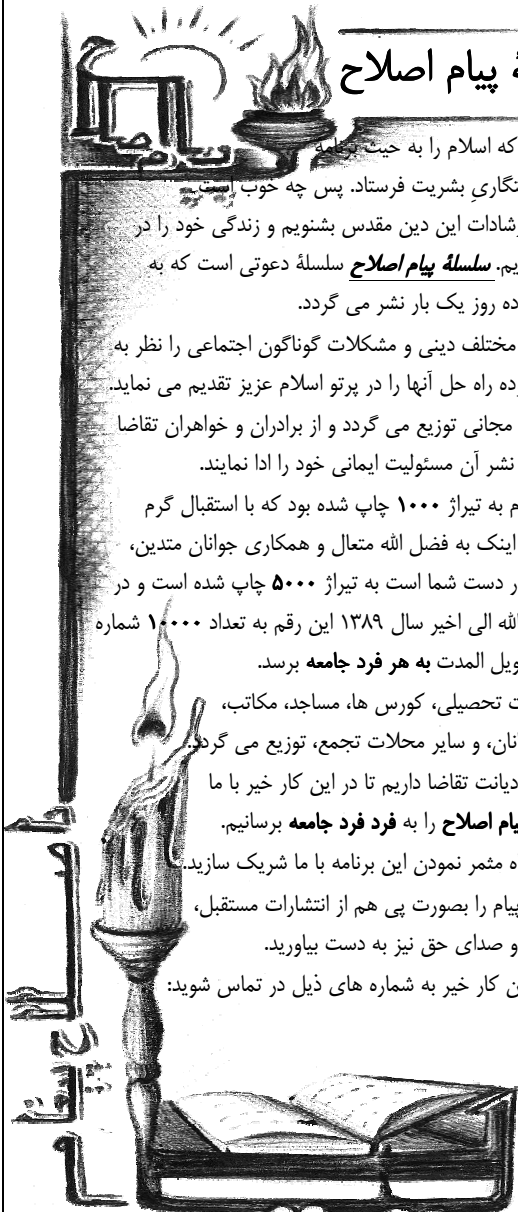 ۀ پیام اصلاح
که اسلام را به حیث برنامه
نگاریِ بشریت فرستاد. پس چه خوب است
شادات این دین مقدس بشنویم و زندگی خود را در
یم. سلسلۀ پیام اصلاح سلسلۀ دعوتی است که به
ده روز یک بار نشر می گردد.
مختلف دینی و مشکلات گوناگون اجتماعی را نظر به
ده راه حل آنها را در پرتو اسلام عزیز تقدیم می نماید.
مجانی توزیع می گردد و از برادران و خواهران تقاضا
نشر آن مسئولیت ایمانی خود را ادا نمایند.
م به تیراژ ۱۰۰۰ چاپ شده بود که با استقبال گرم
اینک به فضل الله متعال و همکاری جوانان متدین،
ر دست شما است به تیراژ ۵۰۰۰ چاپ شده است و در
الله الی اخیر سال ۱۳۸۹ این رقم به تعداد ۱۰۰۰۰ شماره
ویل المدت به هر فرد جامعه برسد.
ت تحصیلی، کورس ها، مساجد، مکاتب،
انان، و سایر محلات تجمع، توزیع می گردد.
دیانت تقاضا داریم تا در این کار خیر با ما
یام اصلاح را به فرد فرد جامعه برسانیم.
ه مثمر نمودن این برنامه با ما شریک سازید.
پیام را بصورت پی هم از انتشارات مستقبل،
و صدای حق نیز به دست بیاورید.
ن کار خیر به شماره های ذیل در تماس شوید: